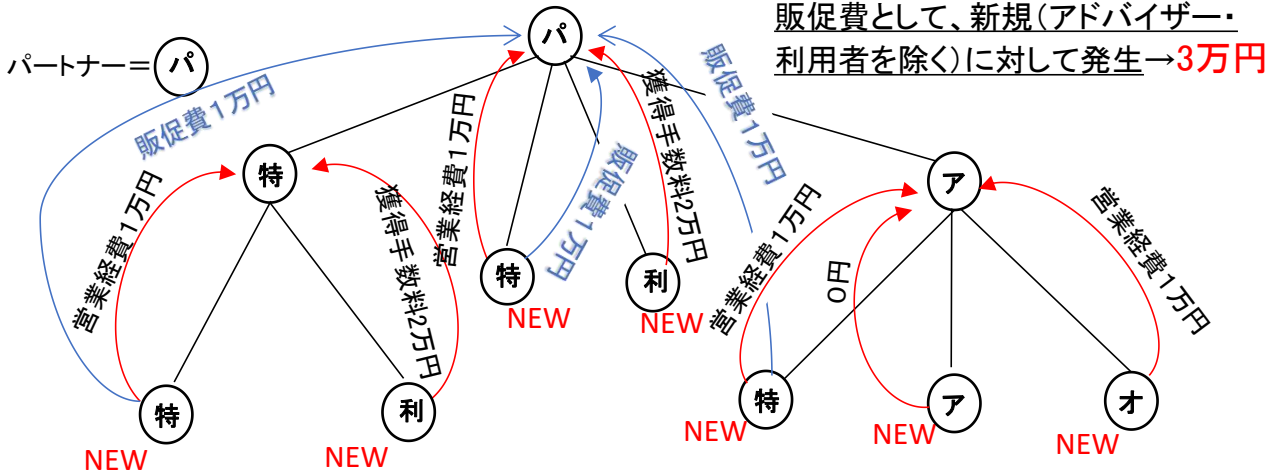 パートナー＝パ
パ
販促費として、新規（アドバイザー・
利用者を除く）に対して発生→3万円
販促費１万円
営業経費１万円
特
獲得手数料2万円
営業経費１万円
販促費１万円
獲得手数料2万円
販促費１万円
営業経費１万円
0円
ア
営業経費１万円
特
NEW
利
NEW
特
NEW
利
NEW
特
NEW
ア
NEW
オ
NEW